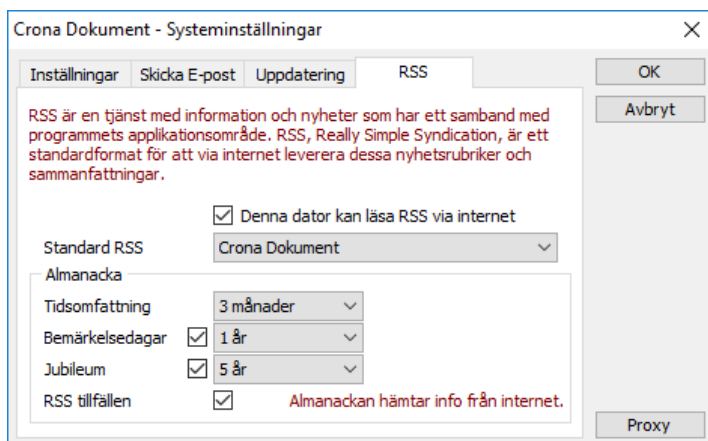 Crona Dokument - Systeminställningar
Inställningar Skicka E-post Uppdatering RSS
OK
Avbryt
RSS är en tjänst med information och nyheter som har ett samband med
programmets applikationsområde. RSS, Really Simple Syndication, är ett
standardformat för att via internet leverera dessa nyhetsrubriker och
sammanfattningar.
Denna dator kan läsa RSS via internet
Standard RSS Crona Dokument
Almanacka
Tidsomfattning 3 månader
Bemärkelsedagar 1 år
Jubileum 5 år
RSS tillfällen Almanackan hämtar info från internet.
Proxy